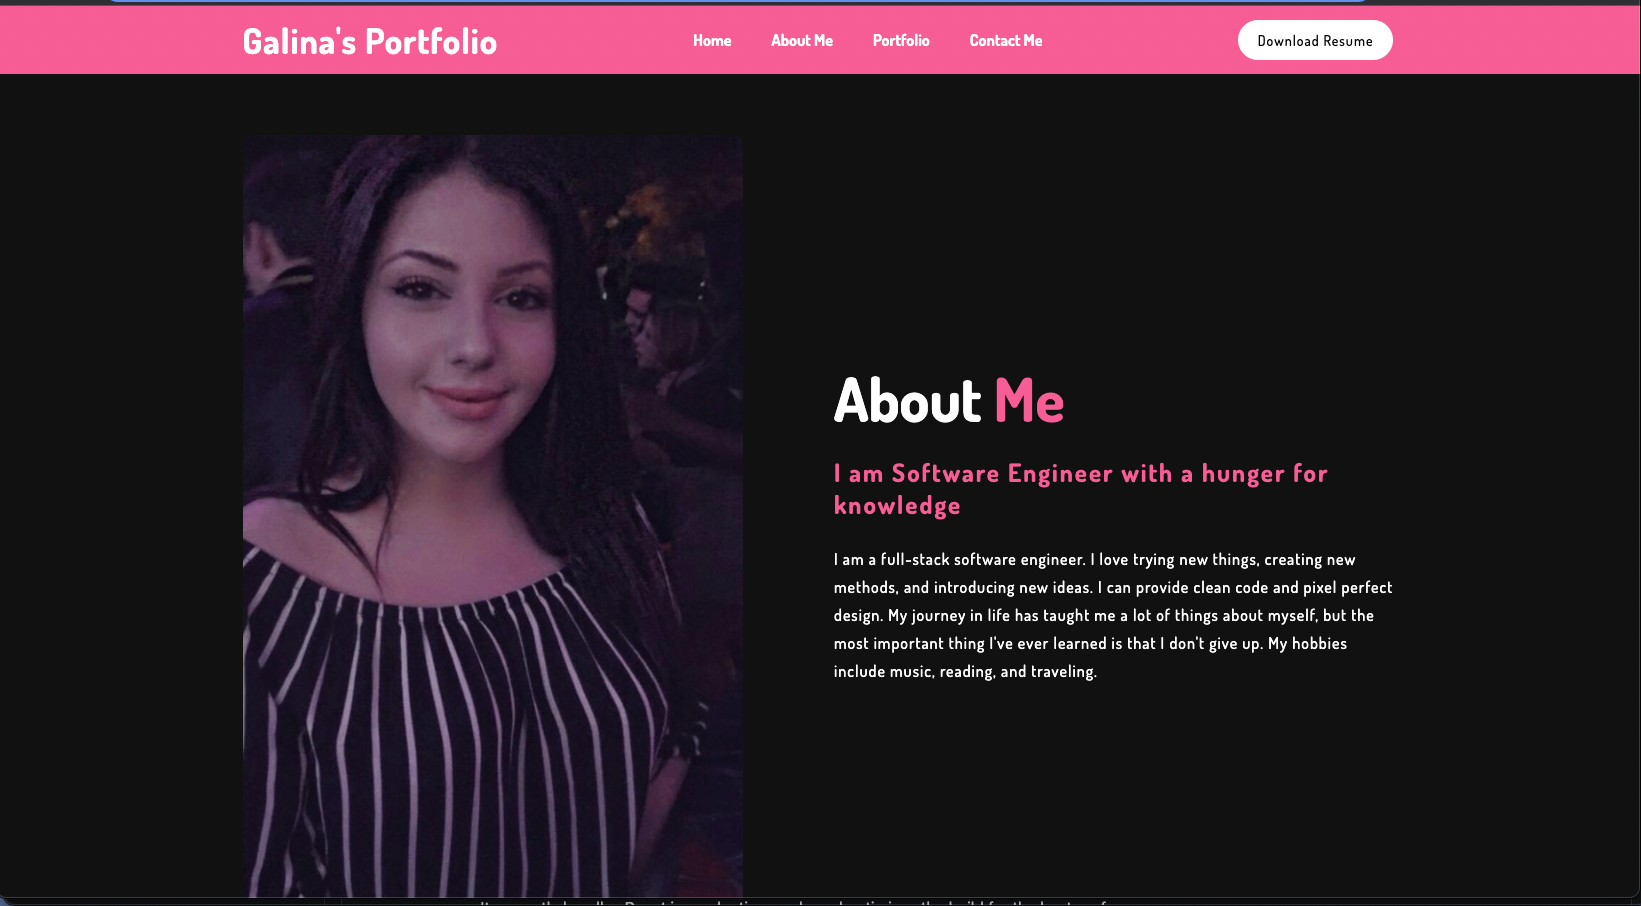 Galina's Portfolio
Home About Me Portfolio Contact Me
Download Resume
About Me
I am Software Engineer with a hunger for
knowledge
I am a full-stack software engineer. I love trying new things, creating new
methods, and introducing new ideas. I can provide clean code and pixel perfect
design. My journey in life has taught me a lot of things about myself, but the
most important thing I've ever learned is that I don't give up. My hobbies
include music, reading, and traveling.